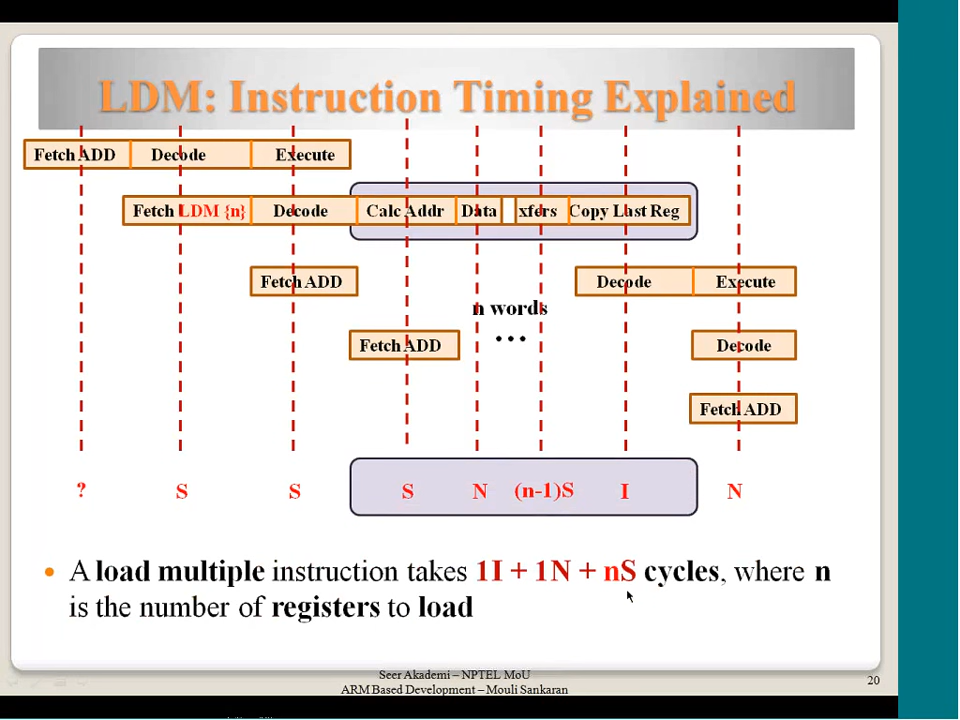 LDM: Instruction Timing Explained
Fetch ADD Decode Execute
Fetch LDM {n} Decode Calc Addr Data xfers Copy Last Reg
Fetch ADD Decode Execute
n words
...
Fetch ADD Decode
Fetch ADD
? S S S N (n-1)S I N
• A load multiple instruction takes 1I + 1N + nS cycles, where n
is the number of registers to load
Seer Akademi – NPTEL MoU
ARM Based Development – Mouli Sankaran
20